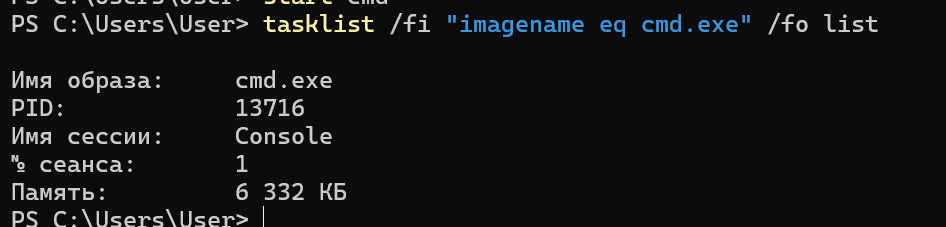 PS C:\Users\User> start cmd
PS C:\Users\User> tasklist /fi "imagename eq cmd.exe" /fo list
Имя образа: cmd.exe
PID: 13716
Имя сессии: Console
№ сеанса: 1
Память: 6 332 КБ
PS C:\Users\User>